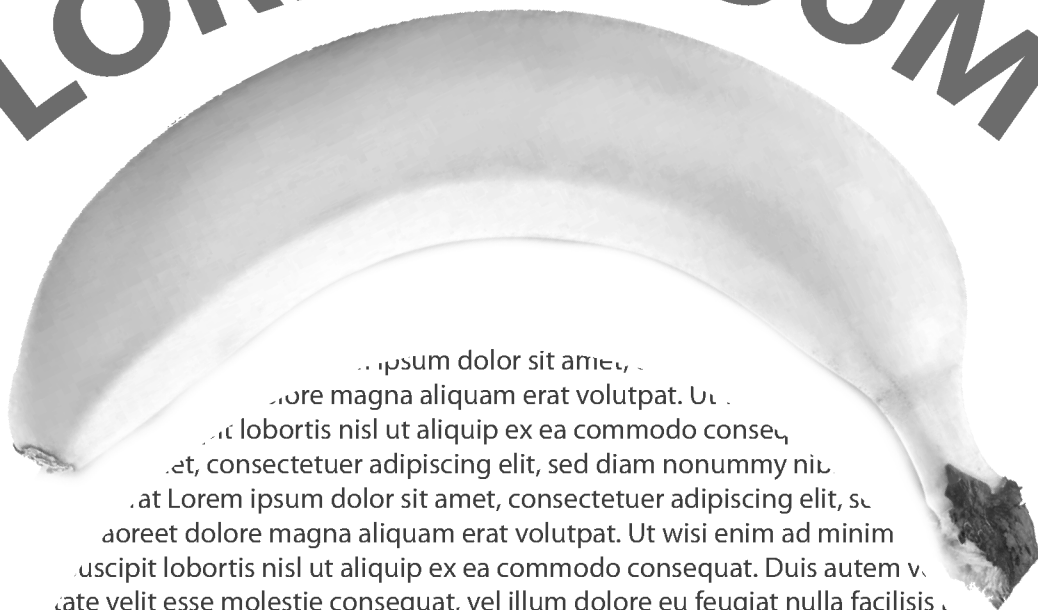 ipsum dolor sit amet,
magna aliquam erat volutpat. Ut
lobortis nisl ut aliquip ex ea commodo
consectetuer adipiscing elit, sed diam nonummy
at Lorem ipsum dolor sit amet, consectetuer adipiscing elit,
dolore magna aliquam erat volutpat. Ut wisi enim ad minim
lobortis nisl ut aliquip ex ea commodo consequat. Duis autem
velit esse molestie consequat, vel illum dolore eu feugiat nulla facilisis